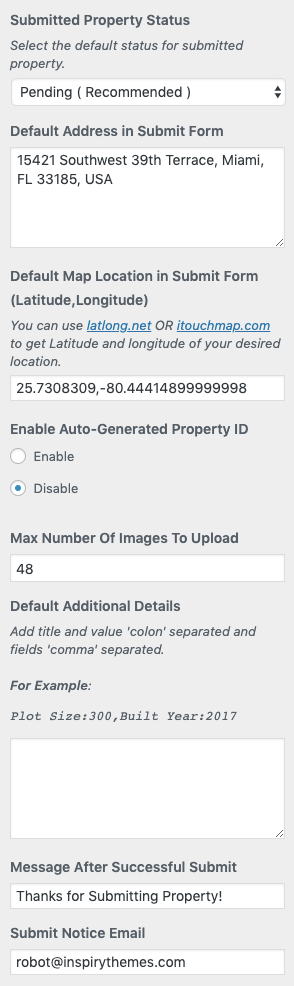 Submitted Property Status
Select the default status for submitted
property.
Pending ( Recommended )
Default Address in Submit Form
15421 Southwest 39th Terrace, Miami,
FL 33185, USA
Default Map Location in Submit Form
(Latitude,Longitude)
You can use latlong.net OR itouchmap.com
to get Latitude and longitude of your desired
location.
25.7308309,-80.44414899999998
Enable Auto-Generated Property ID
Enable
Disable
Max Number Of Images To Upload
48
Default Additional Details
Add title and value 'colon' separated and
fields 'comma' separated.
For Example:
Plot Size:300,Built Year:2017
Message After Successful Submit
Thanks for Submitting Property!
Submit Notice Email
robot@inspirythemes.com